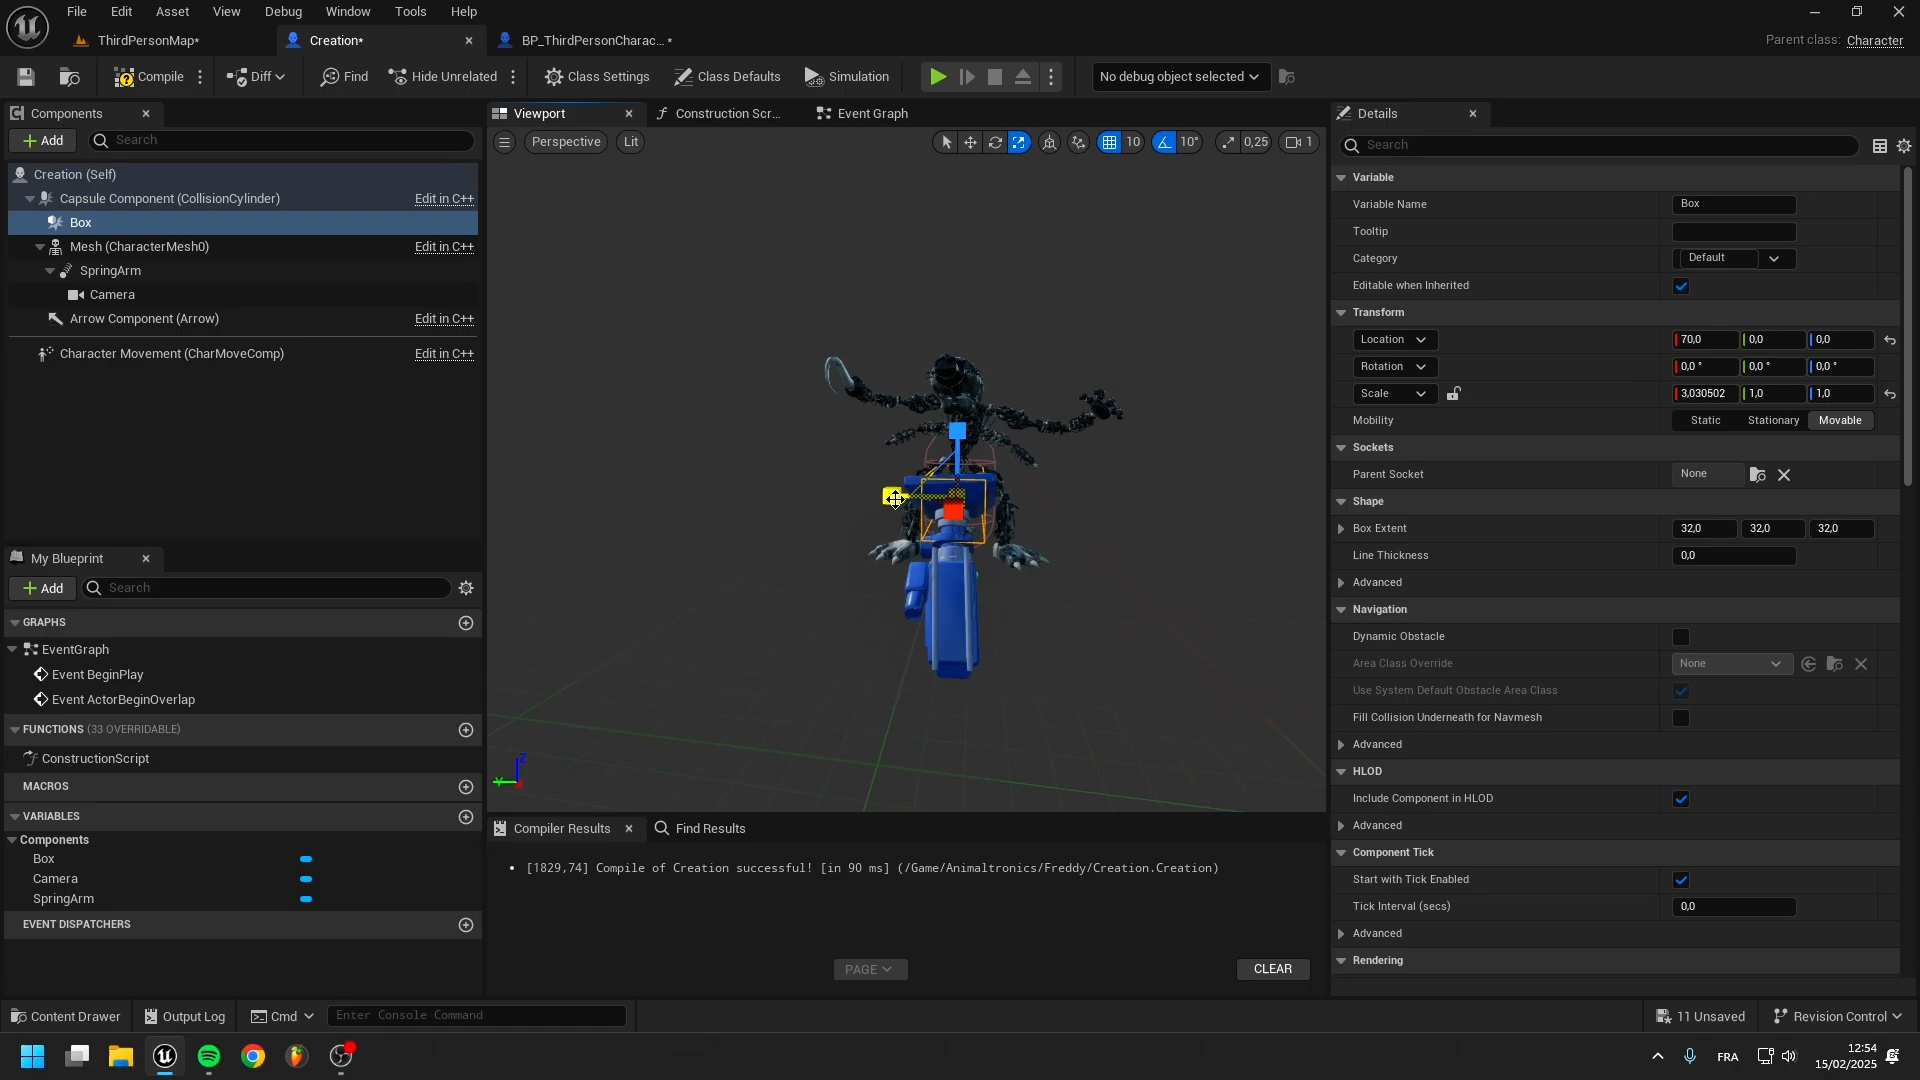 File Edit Asset View Debug Window Tools Help
ThirdPersonMap* Creation* BP_ThirdPersonCharac... *
Parent class: Character
Compile Diff Find Hide Unrelated Class Settings Class Defaults Simulation No debug object selected
Components
Add Search
Creation (Self)
Capsule Component (CollisionCylinder) Edit in C++
Box
Mesh (CharacterMesh0) Edit in C++
SpringArm
Camera
Arrow Component (Arrow) Edit in C++
Character Movement (CharMoveComp) Edit in C++
My Blueprint
Add Search
GRAPHS
EventGraph
Event BeginPlay
Event ActorBeginOverlap
FUNCTIONS (33 OVERRIDABLE)
ConstructionScript
MACROS
VARIABLES
Components
Box
Camera
SpringArm
EVENT DISPATCHERS
Viewport Construction Scr... Event Graph
Perspective Lit 10 10° 0,25 1
Z
Y
Compiler Results Find Results
[1829,74] Compile of Creation successful! [in 90 ms] (/Game/Animaltronics/Freddy/Creation.Creation)
PAGE CLEAR
Details
Search
Variable
Variable Name Box
Tooltip
Category Default
Editable when Inherited
Transform
Location 70,0 0,0 0,0
Rotation 0,0 ° 0,0 ° 0,0 °
Scale 3,030502 1,0 1,0
Mobility Static Stationary Movable
Sockets
Parent Socket None
Shape
Box Extent 32,0 32,0 32,0
Line Thickness 0,0
Advanced
Navigation
Dynamic Obstacle
Area Class Override None
Use System Default Obstacle Area Class
Fill Collision Underneath for Navmesh
Advanced
HLOD
Include Component in HLOD
Advanced
Component Tick
Start with Tick Enabled
Tick Interval (secs) 0,0
Advanced
Rendering
Content Drawer Output Log Cmd Enter Console Command 11 Unsaved Revision Control
FRA 12:54
15/02/2025